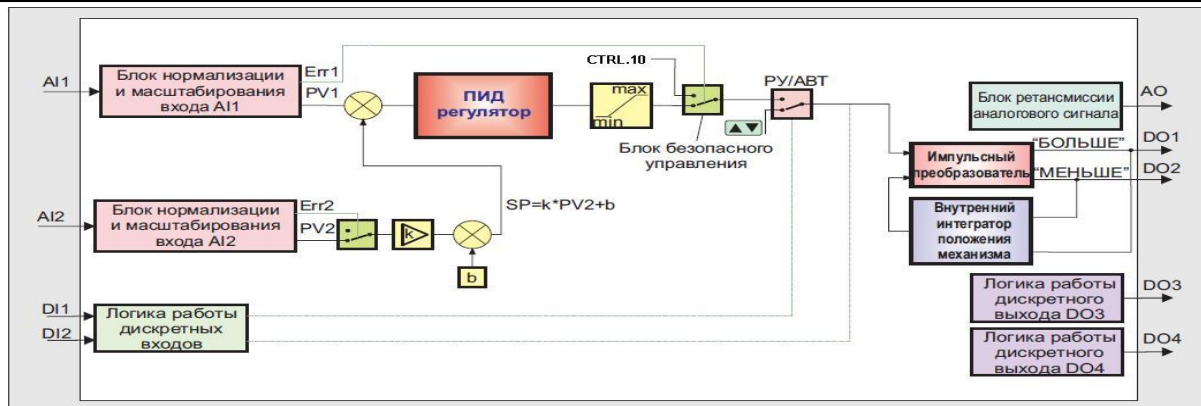 AI1
Блок нормализации
и масштабирования
входа AI1
Err1
PV1
ПИД
регулятор
max
min
CTRL.10
Блок безопасного
управления
РУ/АВТ
Блок ретансмиссии
аналогового сигнала
AO
"БОЛЬШЕ"
DO1
Импульсный
преобразователь
"МЕНЬШЕ"
DO2
Внутренний
интегратор
положения
механизма
AI2
Блок нормализации
и масштабирования
входа AI2
Err2
PV2
k
b
SP=k*PV2+b
DI1
DI2
Логика работы
дискретных
входов
Логика работы
дискретного
выхода DO3
DO3
Логика работы
дискретного
выхода DO4
DO4